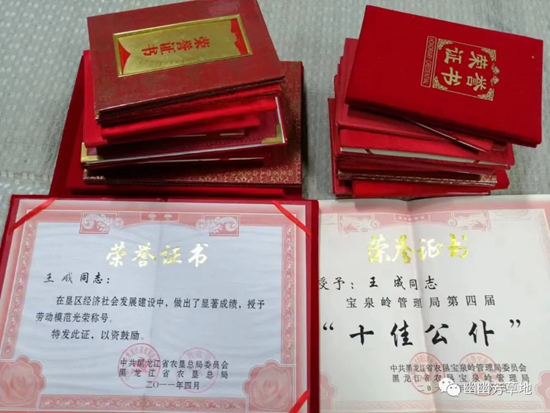 荣誉证书
荣誉证书
荣誉证书
王威同志：
在垦区经济社会发展建设中，做出了显著成绩，授予
劳动模范光荣称号。
特发此证，以资鼓励。
中共黑龙江省农垦总局委员会
黑龙江省农垦总局
二〇一一年四月
荣誉证书
授予：王威同志
宝泉岭管理局第四届
“十佳公仆”
中共黑龙江省农垦宝泉岭管理局委员会
黑龙江省农垦宝泉岭管理局
幽幽芳草地